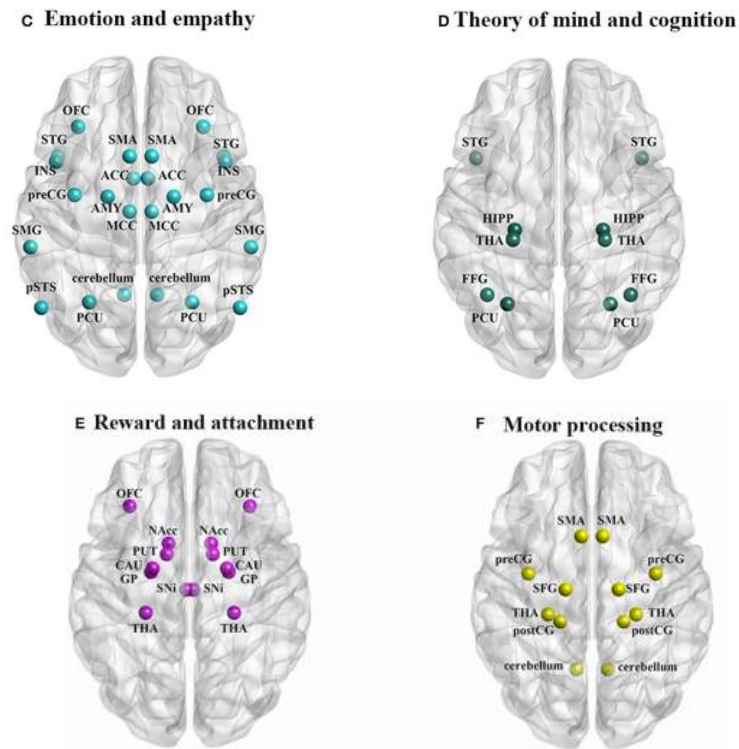 C Emotion and empathy
OFC OFC
STG SMA SMA STG
INS INS
ACC ACC
preCG preCG
AMY AMY
MCC MCC
SMG SMG
cerebellum cerebellum
pSTS pSTS
PCU PCU
D Theory of mind and cognition
STG STG
HIPP HIPP
THA THA
FFG FFG
PCU PCU
E Reward and attachment
OFC OFC
NAcc NAcc
PUT PUT
CAU CAU
GP GP
SNi SNi
THA THA
F Motor processing
SMA SMA
preCG preCG
SFG SFG
THA THA
postCG postCG
cerebellum cerebellum